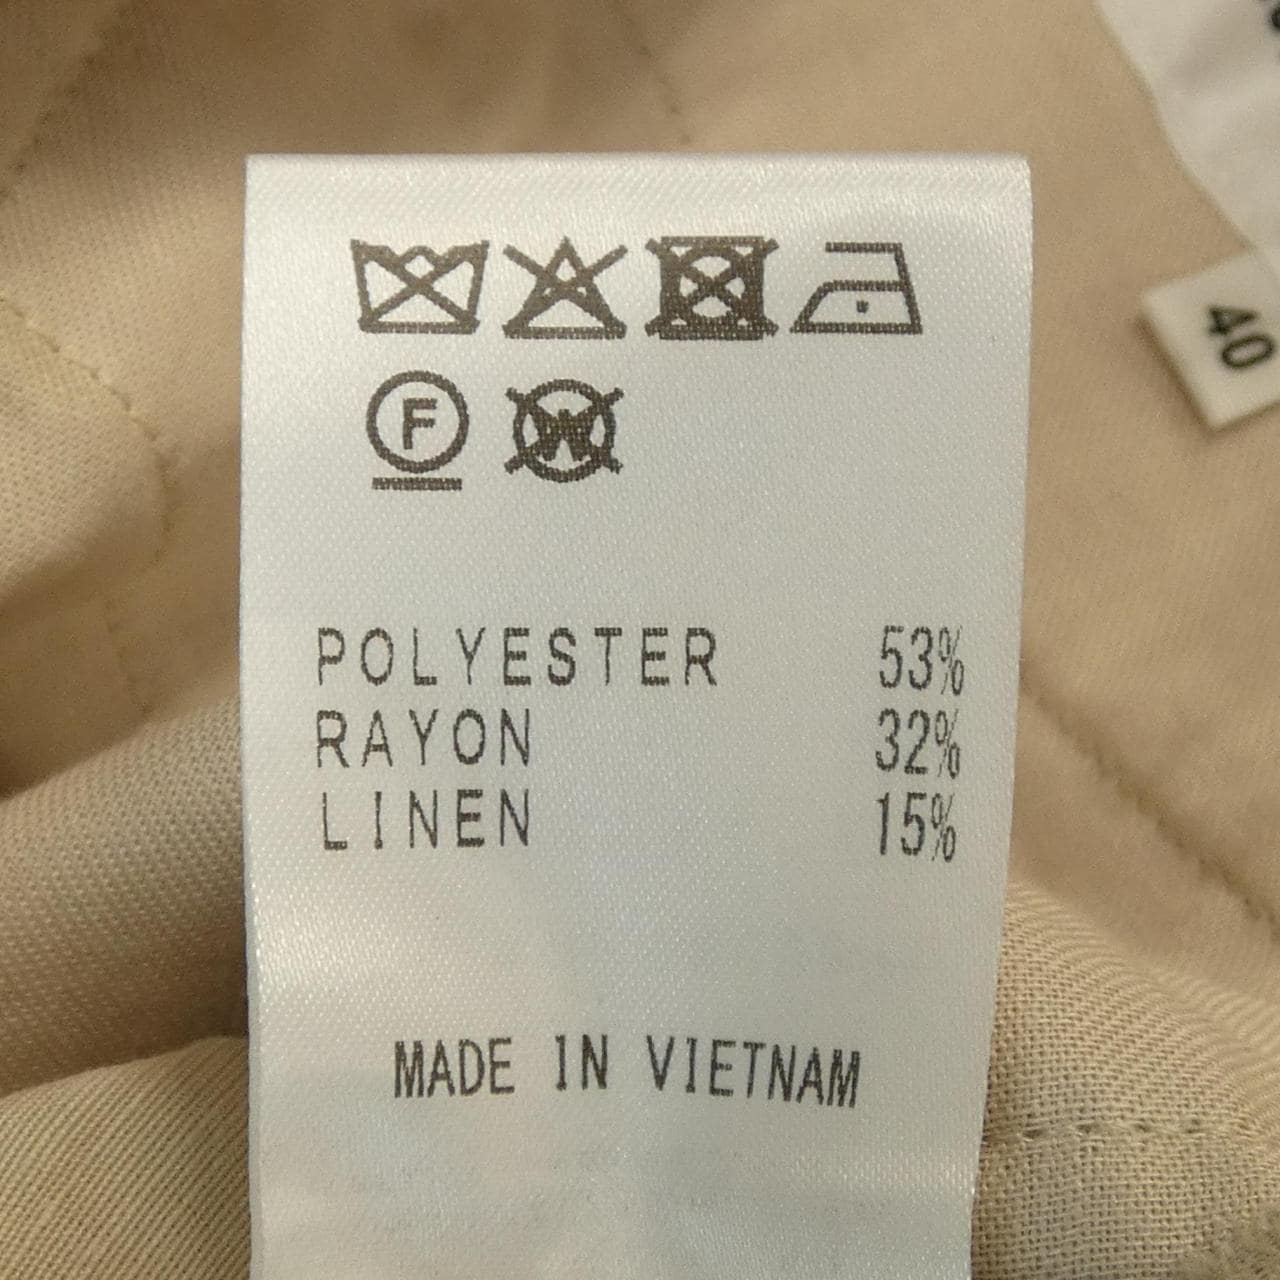 F W
POLYESTER 53%
RAYON 32%
LINEN 15%
MADE IN VIETNAM
40